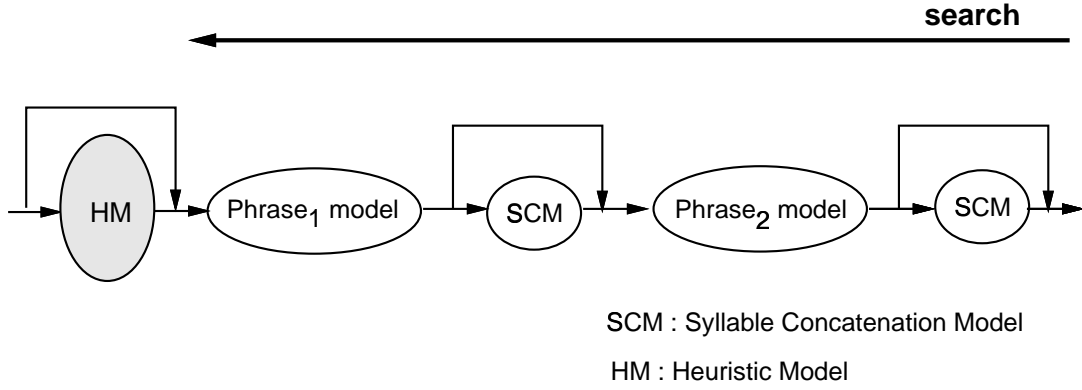 search
HM
Phrase1 model
SCM
Phrase2 model
SCM
SCM : Syllable Concatenation Model
HM : Heuristic Model